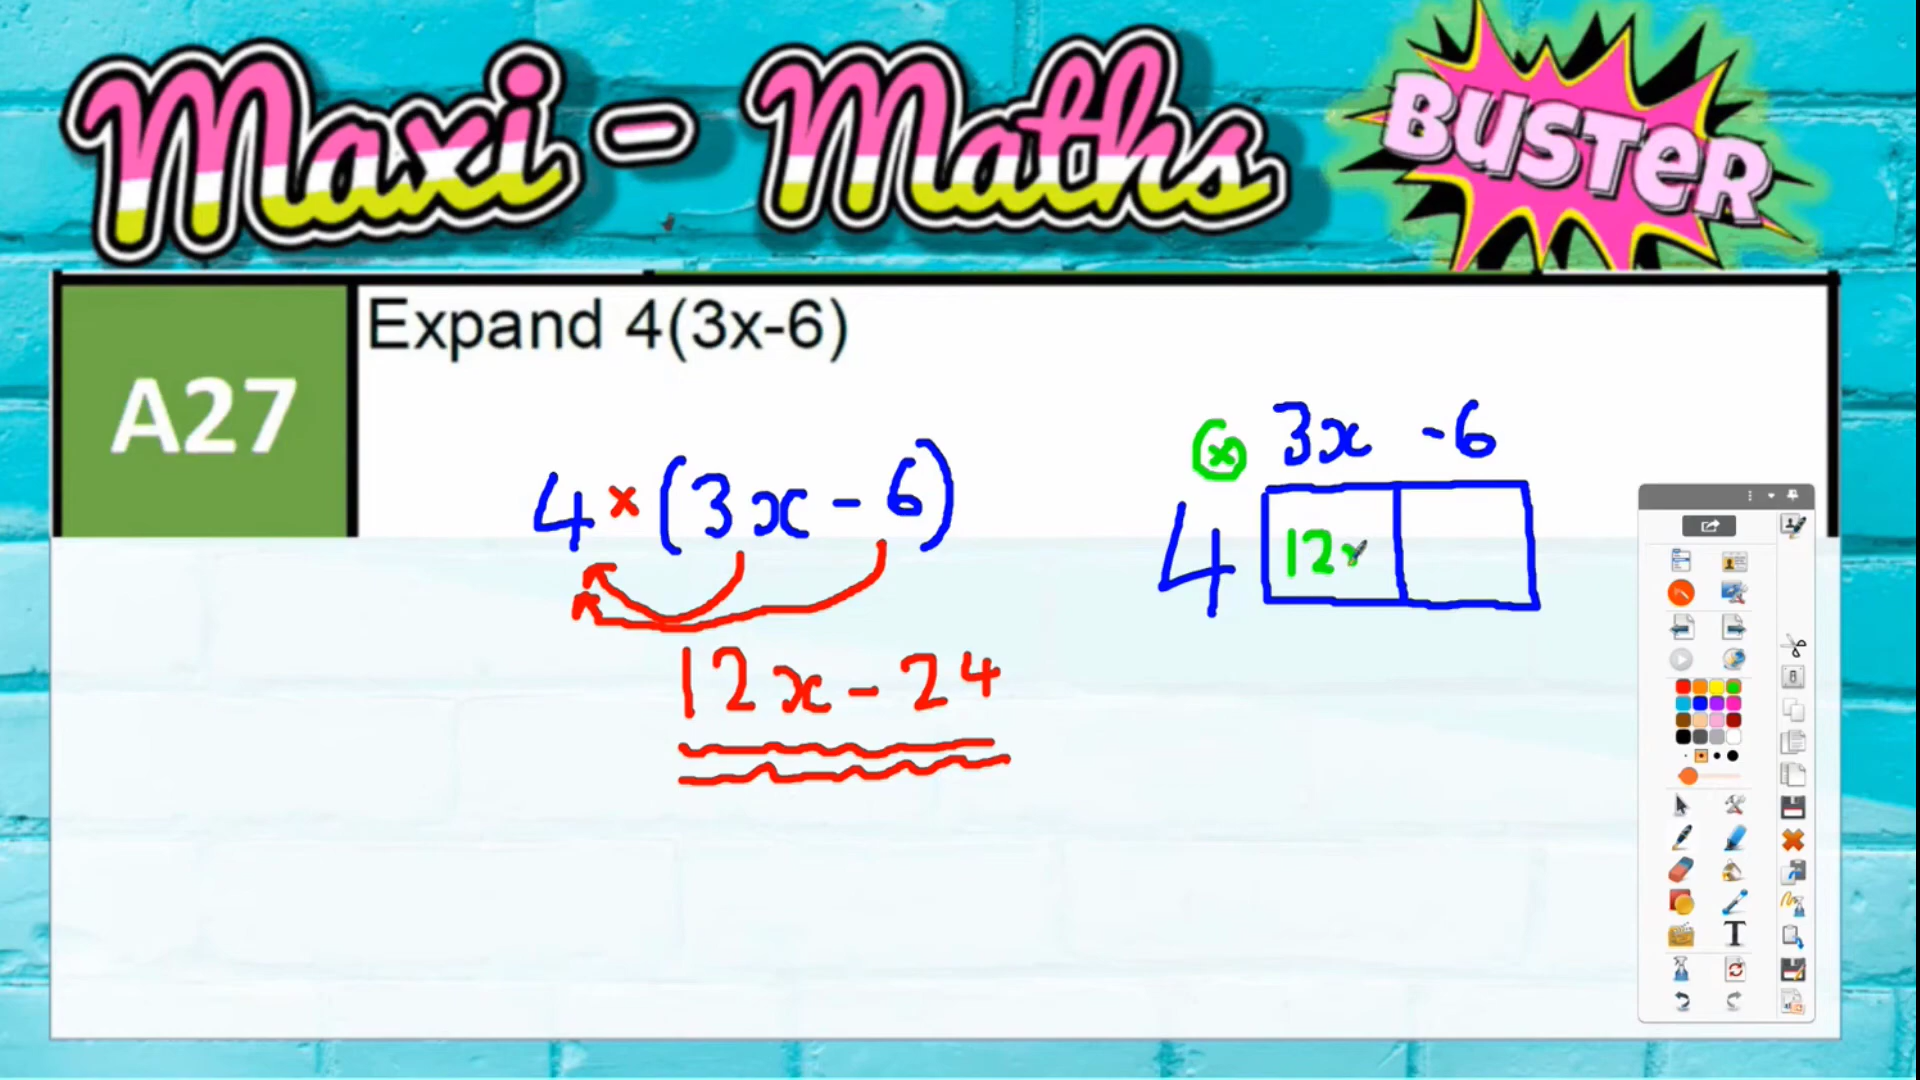 Maxi - Maths BUSTER
A27
Expand 4(3x-6)
4 × (3x - 6)
12x - 24
× 3x -6
4 12x
T